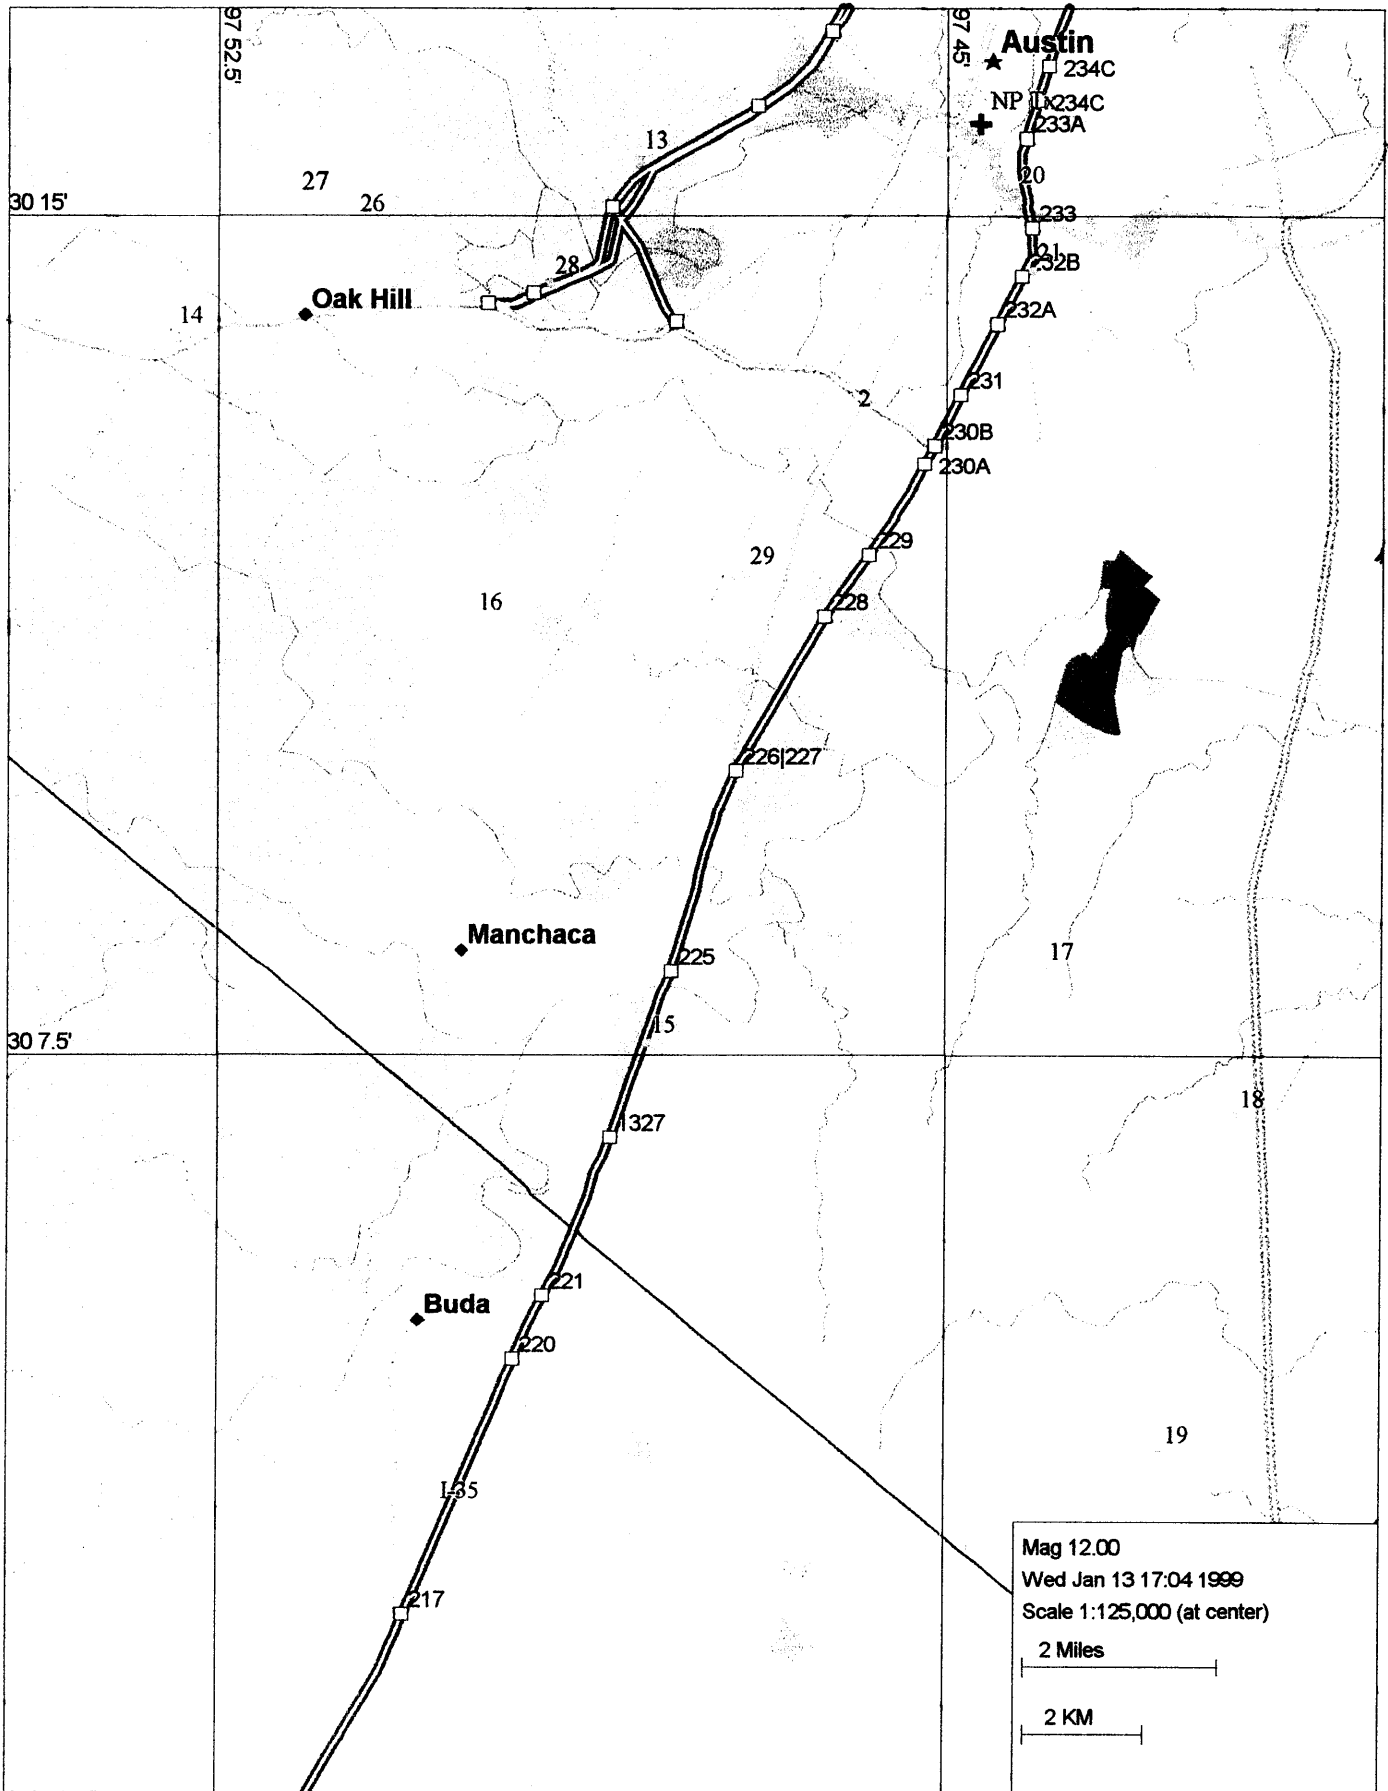 97 52.5'
97 45'
Austin
234C
NP Tx 234C
233A
13
20
27
26
30 15'
233
21
232B
28
Oak Hill
14
232A
231
2
230B
230A
229
29
16
228
226|227
Manchaca
225
17
15
30 7.5'
18
1327
221
Buda
220
19
I-35
217
Mag 12.00
Wed Jan 13 17:04 1999
Scale 1:125,000 (at center)
2 Miles
2 KM